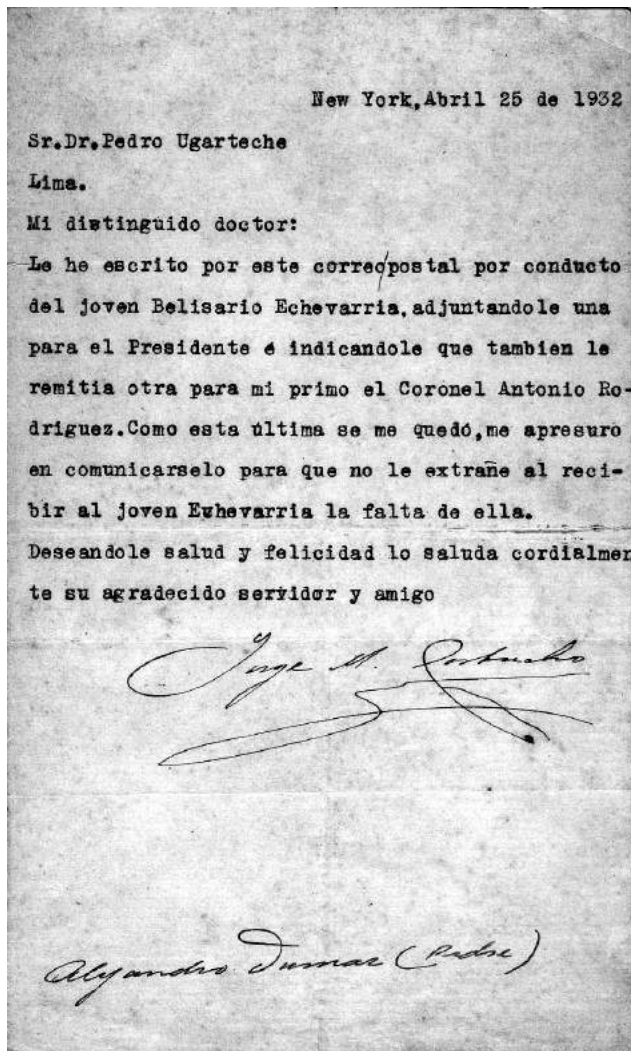 New York,Abril 25 de 1932
Sr.Dr.Pedro Ugarteche
Lima.
Mi distinguido doctor:
Le he escrito por este correo/postal por conducto
del joven Belisario Echevarria,adjuntandole una
para el Presidente é indicandole que tambien le
remitia otra para mi primo el Coronel Antonio Ro-
driguez.Como esta última se me quedó,me apresuro
en comunicarselo para que no le extrañe al reci-
bir al joven Evhevarria la falta de ella.
Deseandole salud y felicidad lo saluda cordialmen
te su agradecido servidor y amigo
Jorge M. Corbacho
Alejandro Dumas (Padre)